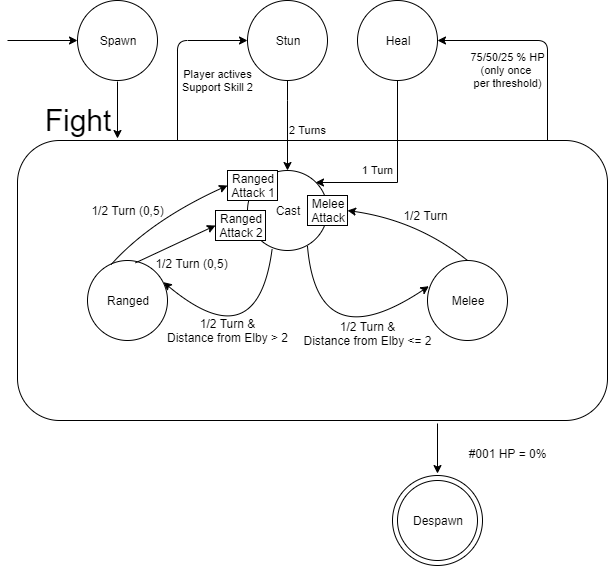 Spawn
Stun
Heal
Player actives
Support Skill 2
75/50/25 % HP
(only once
per threshold)
Fight
2 Turns
1 Turn
Ranged
Attack 1
Cast
Melee
Attack
Ranged
Attack 2
1/2 Turn (0,5)
1/2 Turn
1/2 Turn (0,5)
Ranged
Melee
1/2 Turn &
Distance from Elby > 2
1/2 Turn &
Distance from Elby <= 2
#001 HP = 0%
Despawn